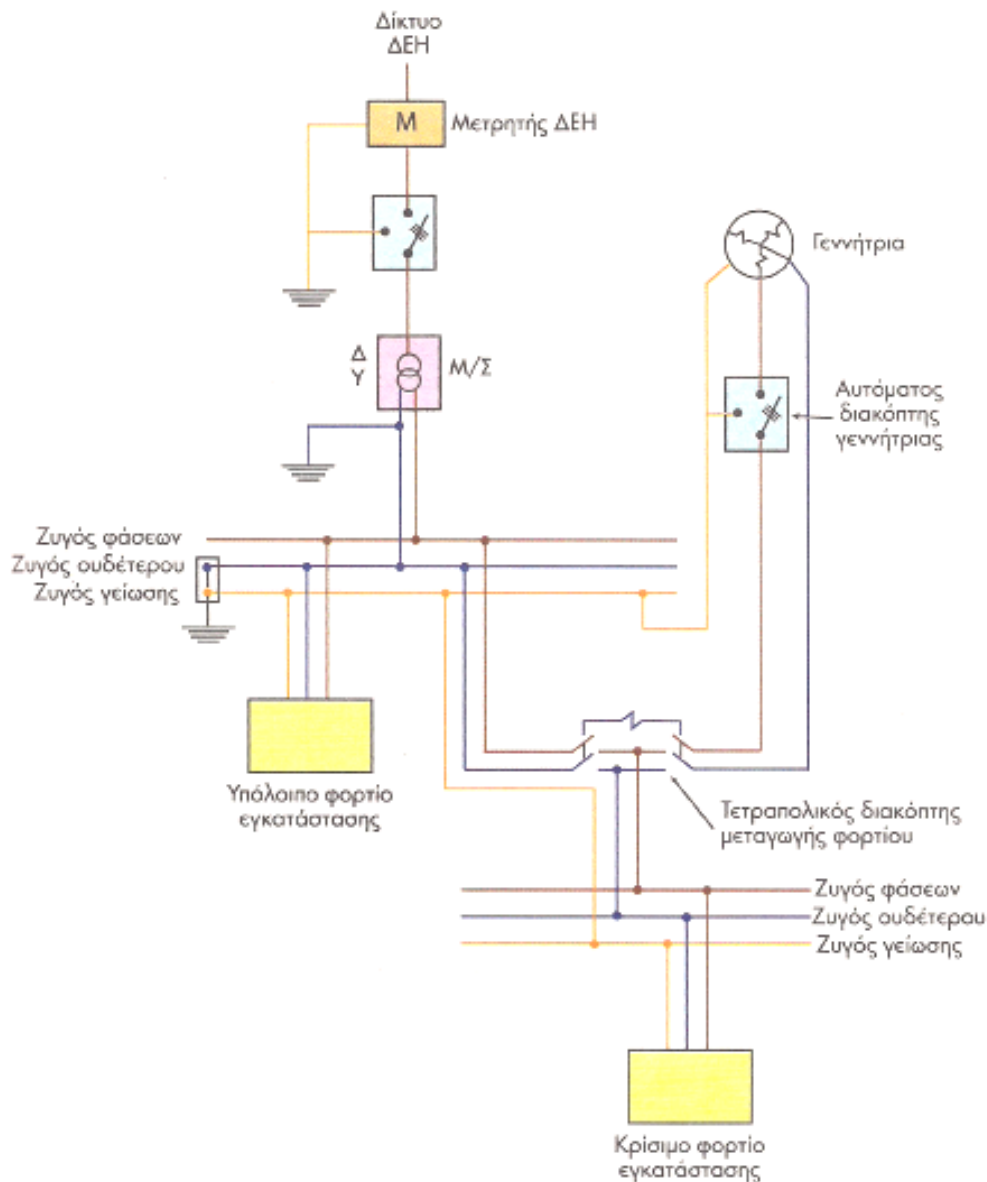 Δίκτυο
ΔΕΗ
Μ
Μετρητής ΔΕΗ
Γεννήτρια
Δ
Υ
Μ/Σ
Αυτόματος
διακόπτης
γεννήτριας
Ζυγός φάσεων
Ζυγός ουδέτερου
Ζυγός γείωσης
Υπόλοιπο φορτίο
εγκατάστασης
Τετραπολικός διακόπτης
μεταγωγής φορτίου
Ζυγός φάσεων
Ζυγός ουδέτερου
Ζυγός γείωσης
Κρίσιμο φορτίο
εγκατάστασης